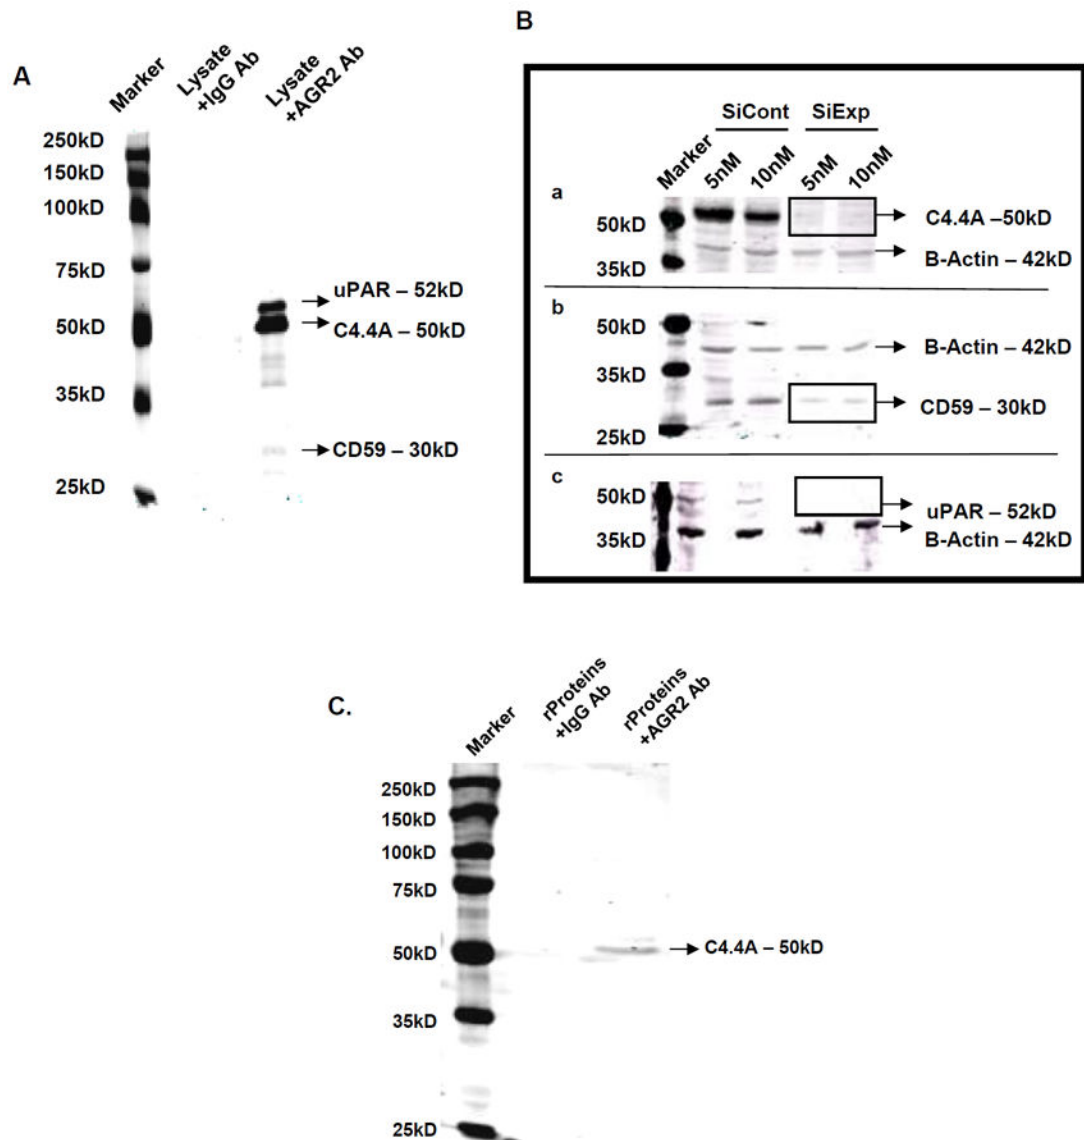 A
Marker
Lysate
+IgG Ab
Lysate
+AGR2 Ab
250kD
150kD
100kD
75kD
50kD
35kD
25kD
uPAR – 52kD
C4.4A – 50kD
CD59 – 30kD
B
SiCont
SiExp
Marker
5nM
10nM
5nM
10nM
a
50kD
35kD
C4.4A –50kD
B-Actin – 42kD
b
50kD
35kD
25kD
B-Actin – 42kD
CD59 – 30kD
c
50kD
35kD
uPAR – 52kD
B-Actin – 42kD
C.
Marker
rProteins
+IgG Ab
rProteins
+AGR2 Ab
250kD
150kD
100kD
75kD
50kD
35kD
25kD
C4.4A – 50kD